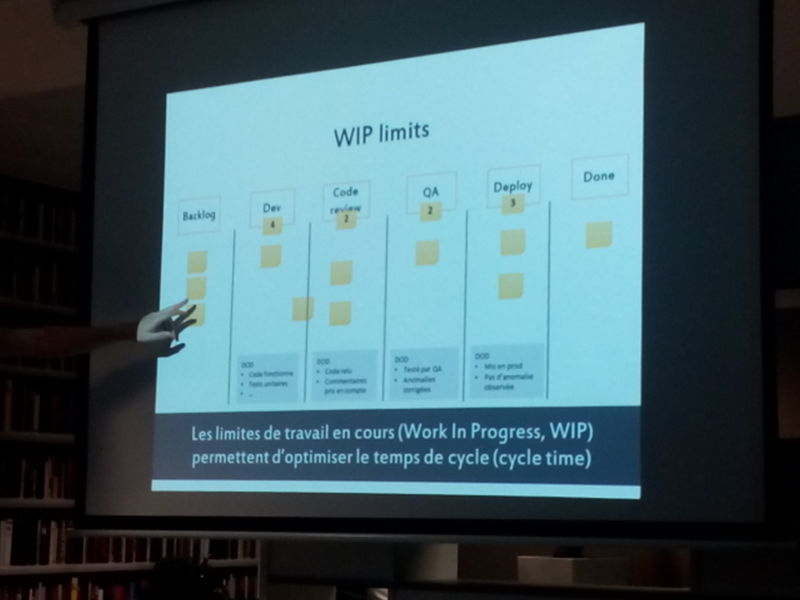 WIP limits
Backlog
Dev
4
Code
review
2
QA
2
Deploy
3
Done
DOD
• Code fonctionne
• Tests unitaires
• ...
DOD
• Code relu
• Commentaires
pris en compte
DOD
• Testé par QA
• Anomalies
corrigées
DOD
• Mis en prod
• Pas d'anomalie
observée
Les limites de travail en cours (Work In Progress, WIP)
permettent d'optimiser le temps de cycle (cycle time)